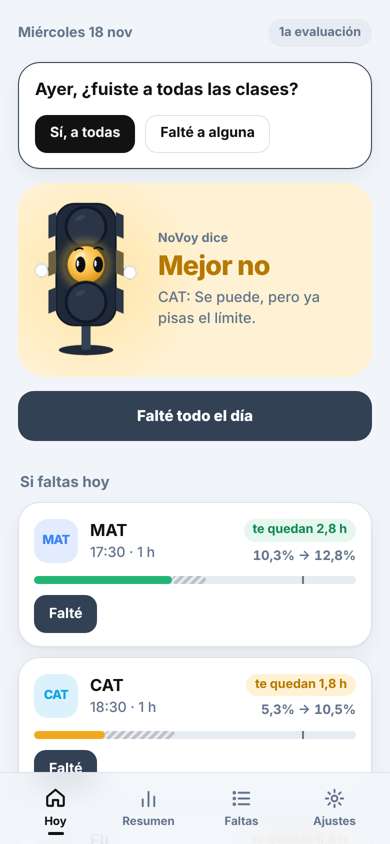 Miércoles 18 nov
1a evaluación
Ayer, ¿fuiste a todas las clases?
Sí, a todas
Falté a alguna
NoVoy dice
Mejor no
CAT: Se puede, pero ya
pisas el límite.
Falté todo el día
Si faltas hoy
MAT
MAT
te quedan 2,8 h
17:30 · 1 h
10,3% → 12,8%
Falté
CAT
CAT
te quedan 1,8 h
18:30 · 1 h
5,3% → 10,5%
Falté
Hoy
Resumen
Faltas
Ajustes